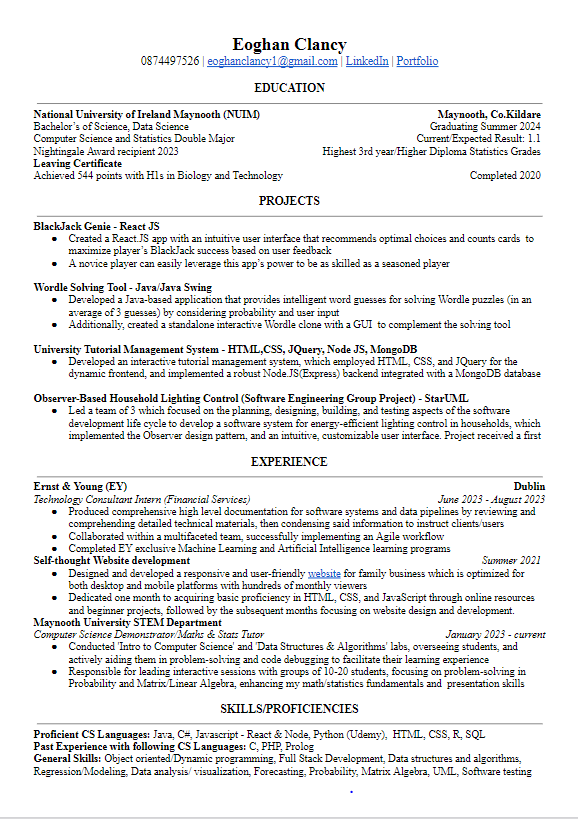 Eoghan Clancy
0874497526 | eoghanclancy1@gmail.com | LinkedIn | Portfolio
EDUCATION
National University of Ireland Maynooth (NUIM) Maynooth, Co.Kildare
Bachelor's of Science, Data Science Graduating Summer 2024
Computer Science and Statistics Double Major Current/Expected Result: 1.1
Nightingale Award recipient 2023 Highest 3rd year/Higher Diploma Statistics Grades
Leaving Certificate
Achieved 544 points with H1s in Biology and Technology Completed 2020
PROJECTS
BlackJack Genie - React JS
● Created a React.JS app with an intuitive user interface that recommends optimal choices and counts cards to
maximize player's BlackJack success based on user feedback
● A novice player can easily leverage this app's power to be as skilled as a seasoned player
Wordle Solving Tool - Java/Java Swing
● Developed a Java-based application that provides intelligent word guesses for solving Wordle puzzles (in an
average of 3 guesses) by considering probability and user input
● Additionally, created a standalone interactive Wordle clone with a GUI to complement the solving tool
University Tutorial Management System - HTML,CSS, JQuery, Node JS, MongoDB
● Developed an interactive tutorial management system, which employed HTML, CSS, and JQuery for the
dynamic frontend, and implemented a robust Node.JS(Express) backend integrated with a MongoDB database
Observer-Based Household Lighting Control (Software Engineering Group Project) - StarUML
● Led a team of 3 which focused on the planning, designing, building, and testing aspects of the software
development life cycle to develop a software system for energy-efficient lighting control in households, which
implemented the Observer design pattern, and an intuitive, customizable user interface. Project received a first
EXPERIENCE
Ernst & Young (EY) Dublin
Technology Consultant Intern (Financial Services) June 2023 - August 2023
● Produced comprehensive high level documentation for software systems and data pipelines by reviewing and
comprehending detailed technical materials, then condensing said information to instruct clients/users
● Collaborated within a multifaceted team, successfully implementing an Agile workflow
● Completed EY exclusive Machine Learning and Artificial Intelligence learning programs
Self-thought Website development Summer 2021
● Designed and developed a responsive and user-friendly website for family business which is optimized for
both desktop and mobile platforms with hundreds of monthly viewers
● Dedicated one month to acquiring basic proficiency in HTML, CSS, and JavaScript through online resources
and beginner projects, followed by the subsequent months focusing on website design and development.
Maynooth University STEM Department
Computer Science Demonstrator/Maths & Stats Tutor January 2023 - current
● Conducted 'Intro to Computer Science' and 'Data Structures & Algorithms' labs, overseeing students, and
actively aiding them in problem-solving and code debugging to facilitate their learning experience
● Responsible for leading interactive sessions with groups of 10-20 students, focusing on problem-solving in
Probability and Matrix/Linear Algebra, enhancing my math/statistics fundamentals and presentation skills
SKILLS/PROFICIENCIES
Proficient CS Languages: Java, C#, Javascript - React & Node, Python (Udemy), HTML, CSS, R, SQL
Past Experience with following CS Languages: C, PHP, Prolog
General Skills: Object oriented/Dynamic programming, Full Stack Development, Data structures and algorithms,
Regression/Modeling, Data analysis/ visualization, Forecasting, Probability, Matrix Algebra, UML, Software testing